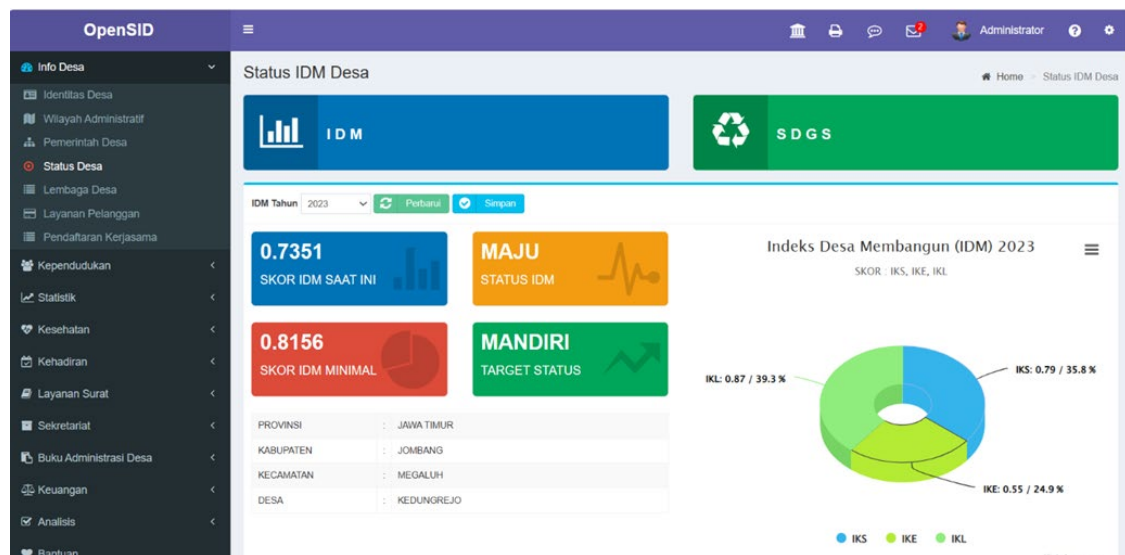 OpenSID
2
Administrator
Info Desa
Identitas Desa
Wilayah Administratif
Pemerintah Desa
Status Desa
Lembaga Desa
Layanan Pelanggan
Pendaftaran Kerjasama
Kependudukan
Statistik
Kesehatan
Kehadiran
Layanan Surat
Sekretariat
Buku Administrasi Desa
Keuangan
Analisis
Bantuan
Status IDM Desa
Home > Status IDM Desa
IDM
SDGS
IDM Tahun 2023 Perbarui Simpan
0.7351
SKOR IDM SAAT INI
MAJU
STATUS IDM
0.8156
SKOR IDM MINIMAL
MANDIRI
TARGET STATUS
PROVINSI : JAWA TIMUR
KABUPATEN : JOMBANG
KECAMATAN : MEGALUH
DESA : KEDUNGREJO
Indeks Desa Membangun (IDM) 2023
SKOR : IKS, IKE, IKL
IKL: 0.87 / 39.3 %
IKS: 0.79 / 35.8 %
IKE: 0.55 / 24.9 %
IKS IKE IKL